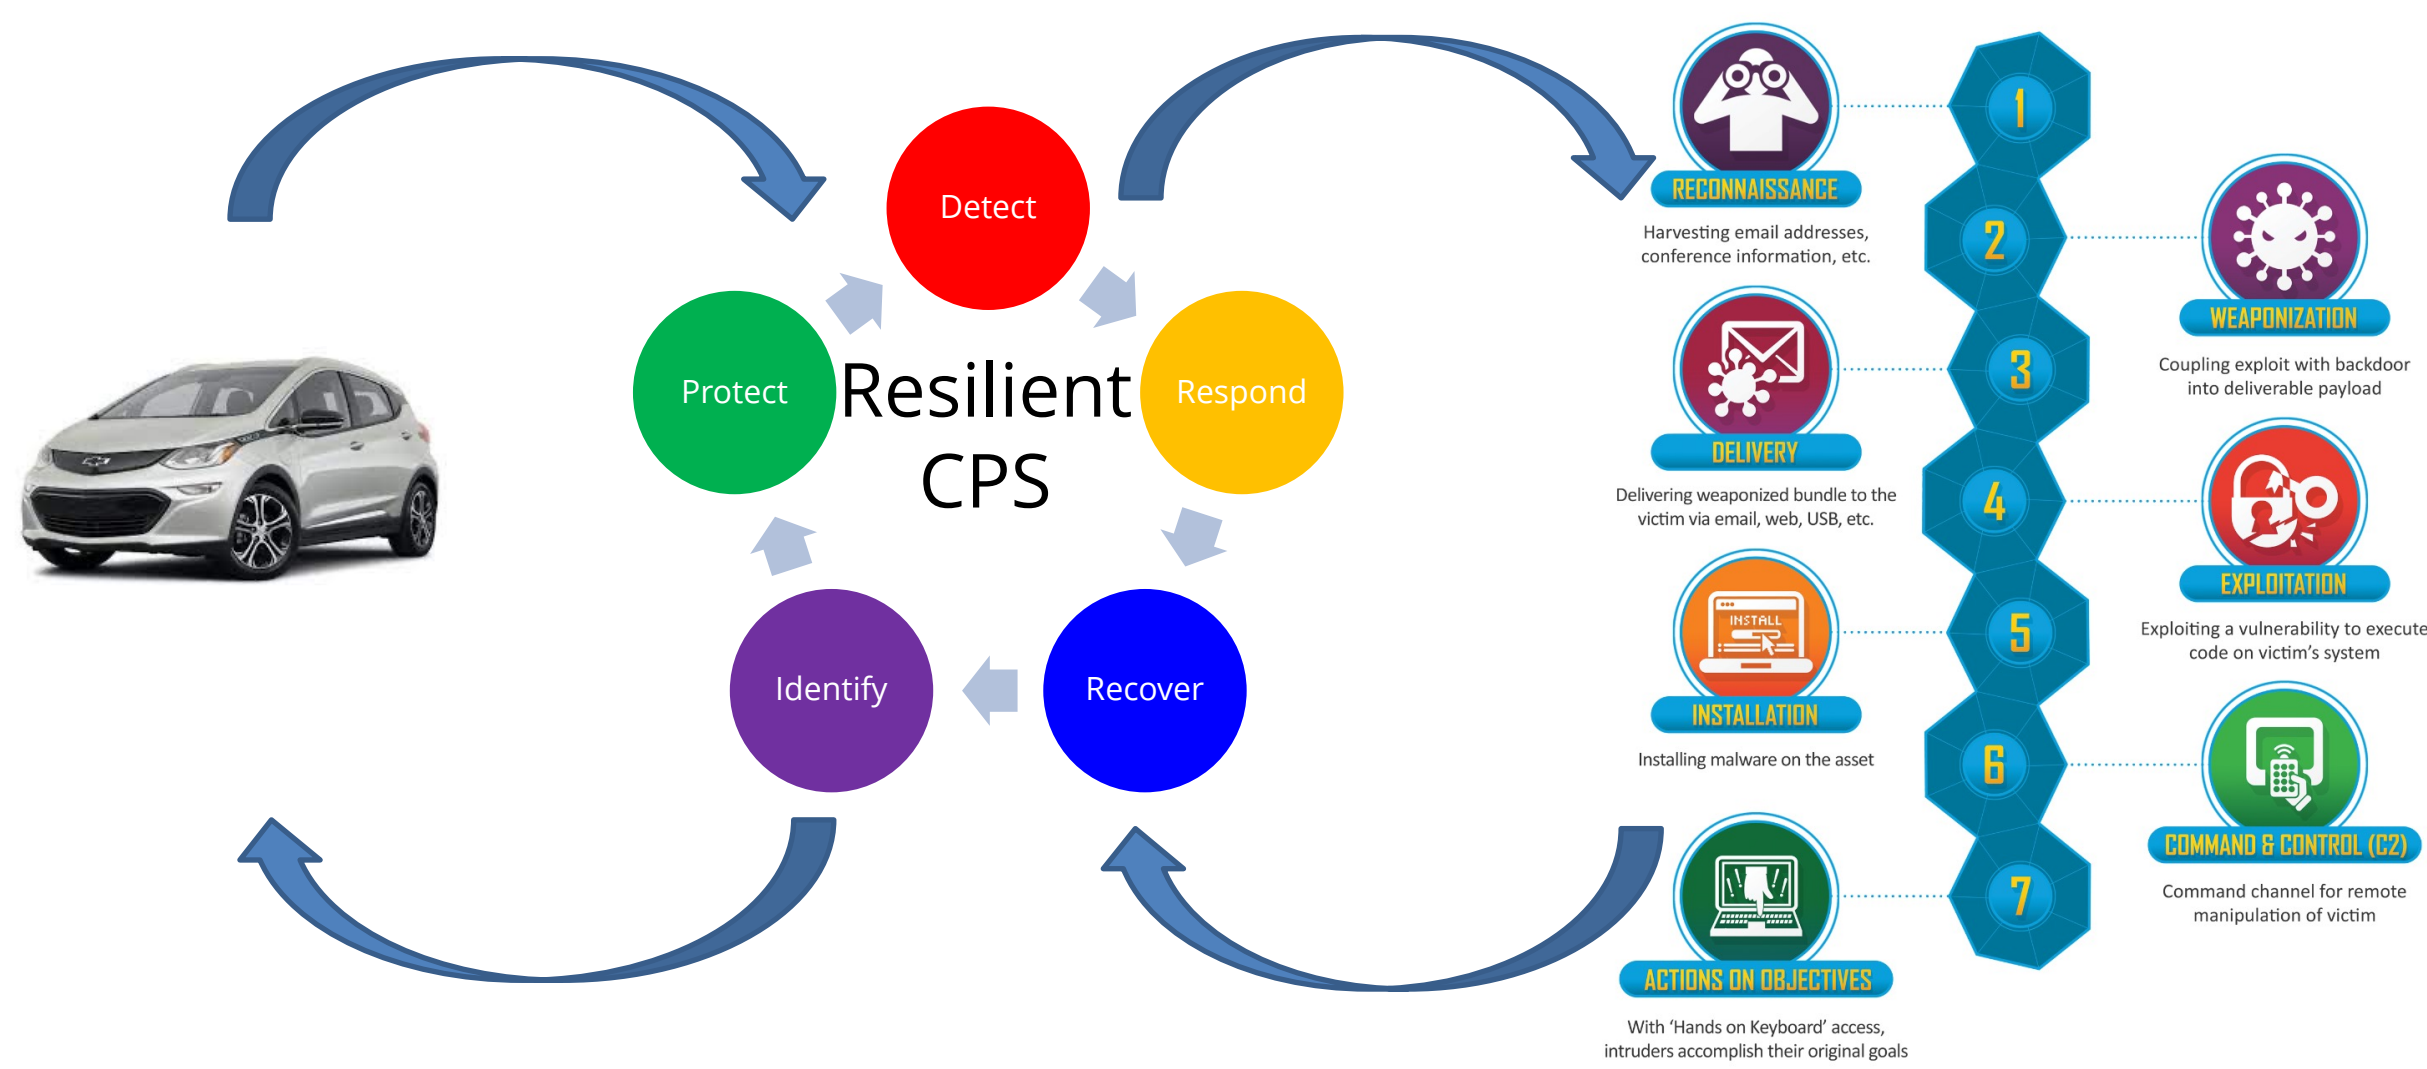 Detect
Protect
Resilient
CPS
Respond
Identify
Recover
1
RECONNAISSANCE
Harvesting email addresses,
conference information, etc.
2
WEAPONIZATION
Coupling exploit with backdoor
into deliverable payload
3
DELIVERY
Delivering weaponized bundle to the
victim via email, web, USB, etc.
4
EXPLOITATION
Exploiting a vulnerability to execute
code on victim's system
5
INSTALL
INSTALLATION
Installing malware on the asset
6
COMMAND & CONTROL (C2)
Command channel for remote
manipulation of victim
7
ACTIONS ON OBJECTIVES
With ‘Hands on Keyboard’ access,
intruders accomplish their original goals